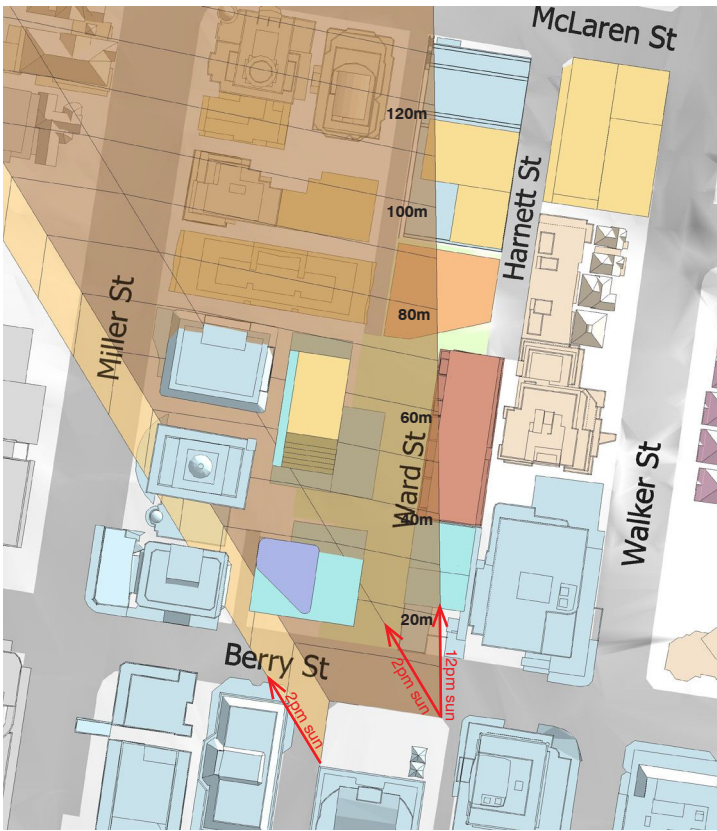 McLaren St
120m
Harnett St
100m
Miller St
80m
60m
Ward St
Walker St
40m
20m
Berry St
2pm sun
12pm sun
2pm sun